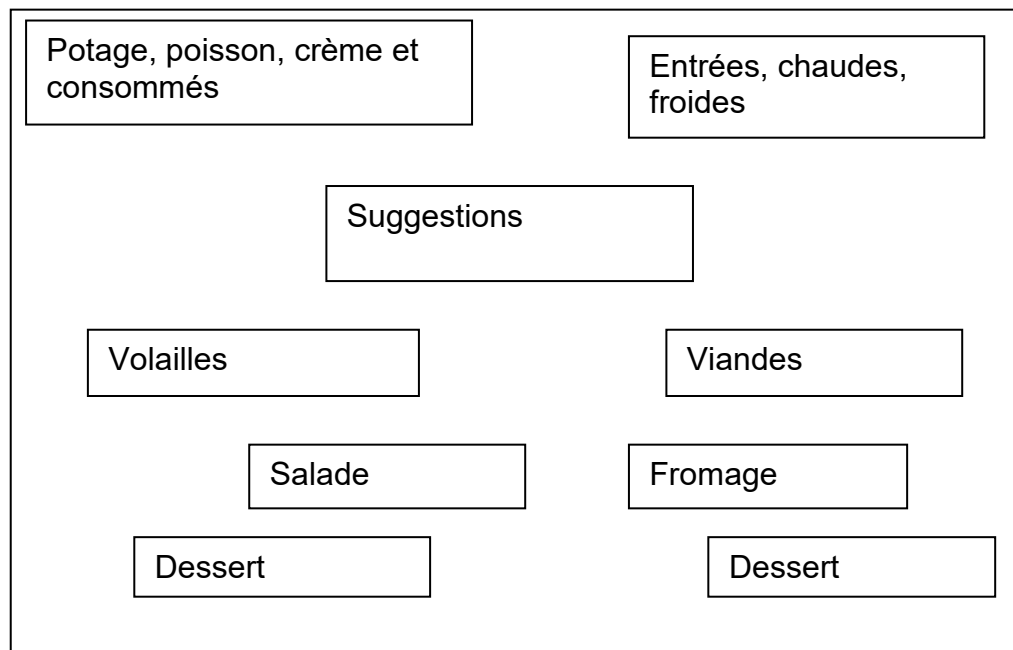 Potage, poisson, crème et
consommés
Entrées, chaudes,
froides
Suggestions
Volailles
Viandes
Salade
Fromage
Dessert
Dessert